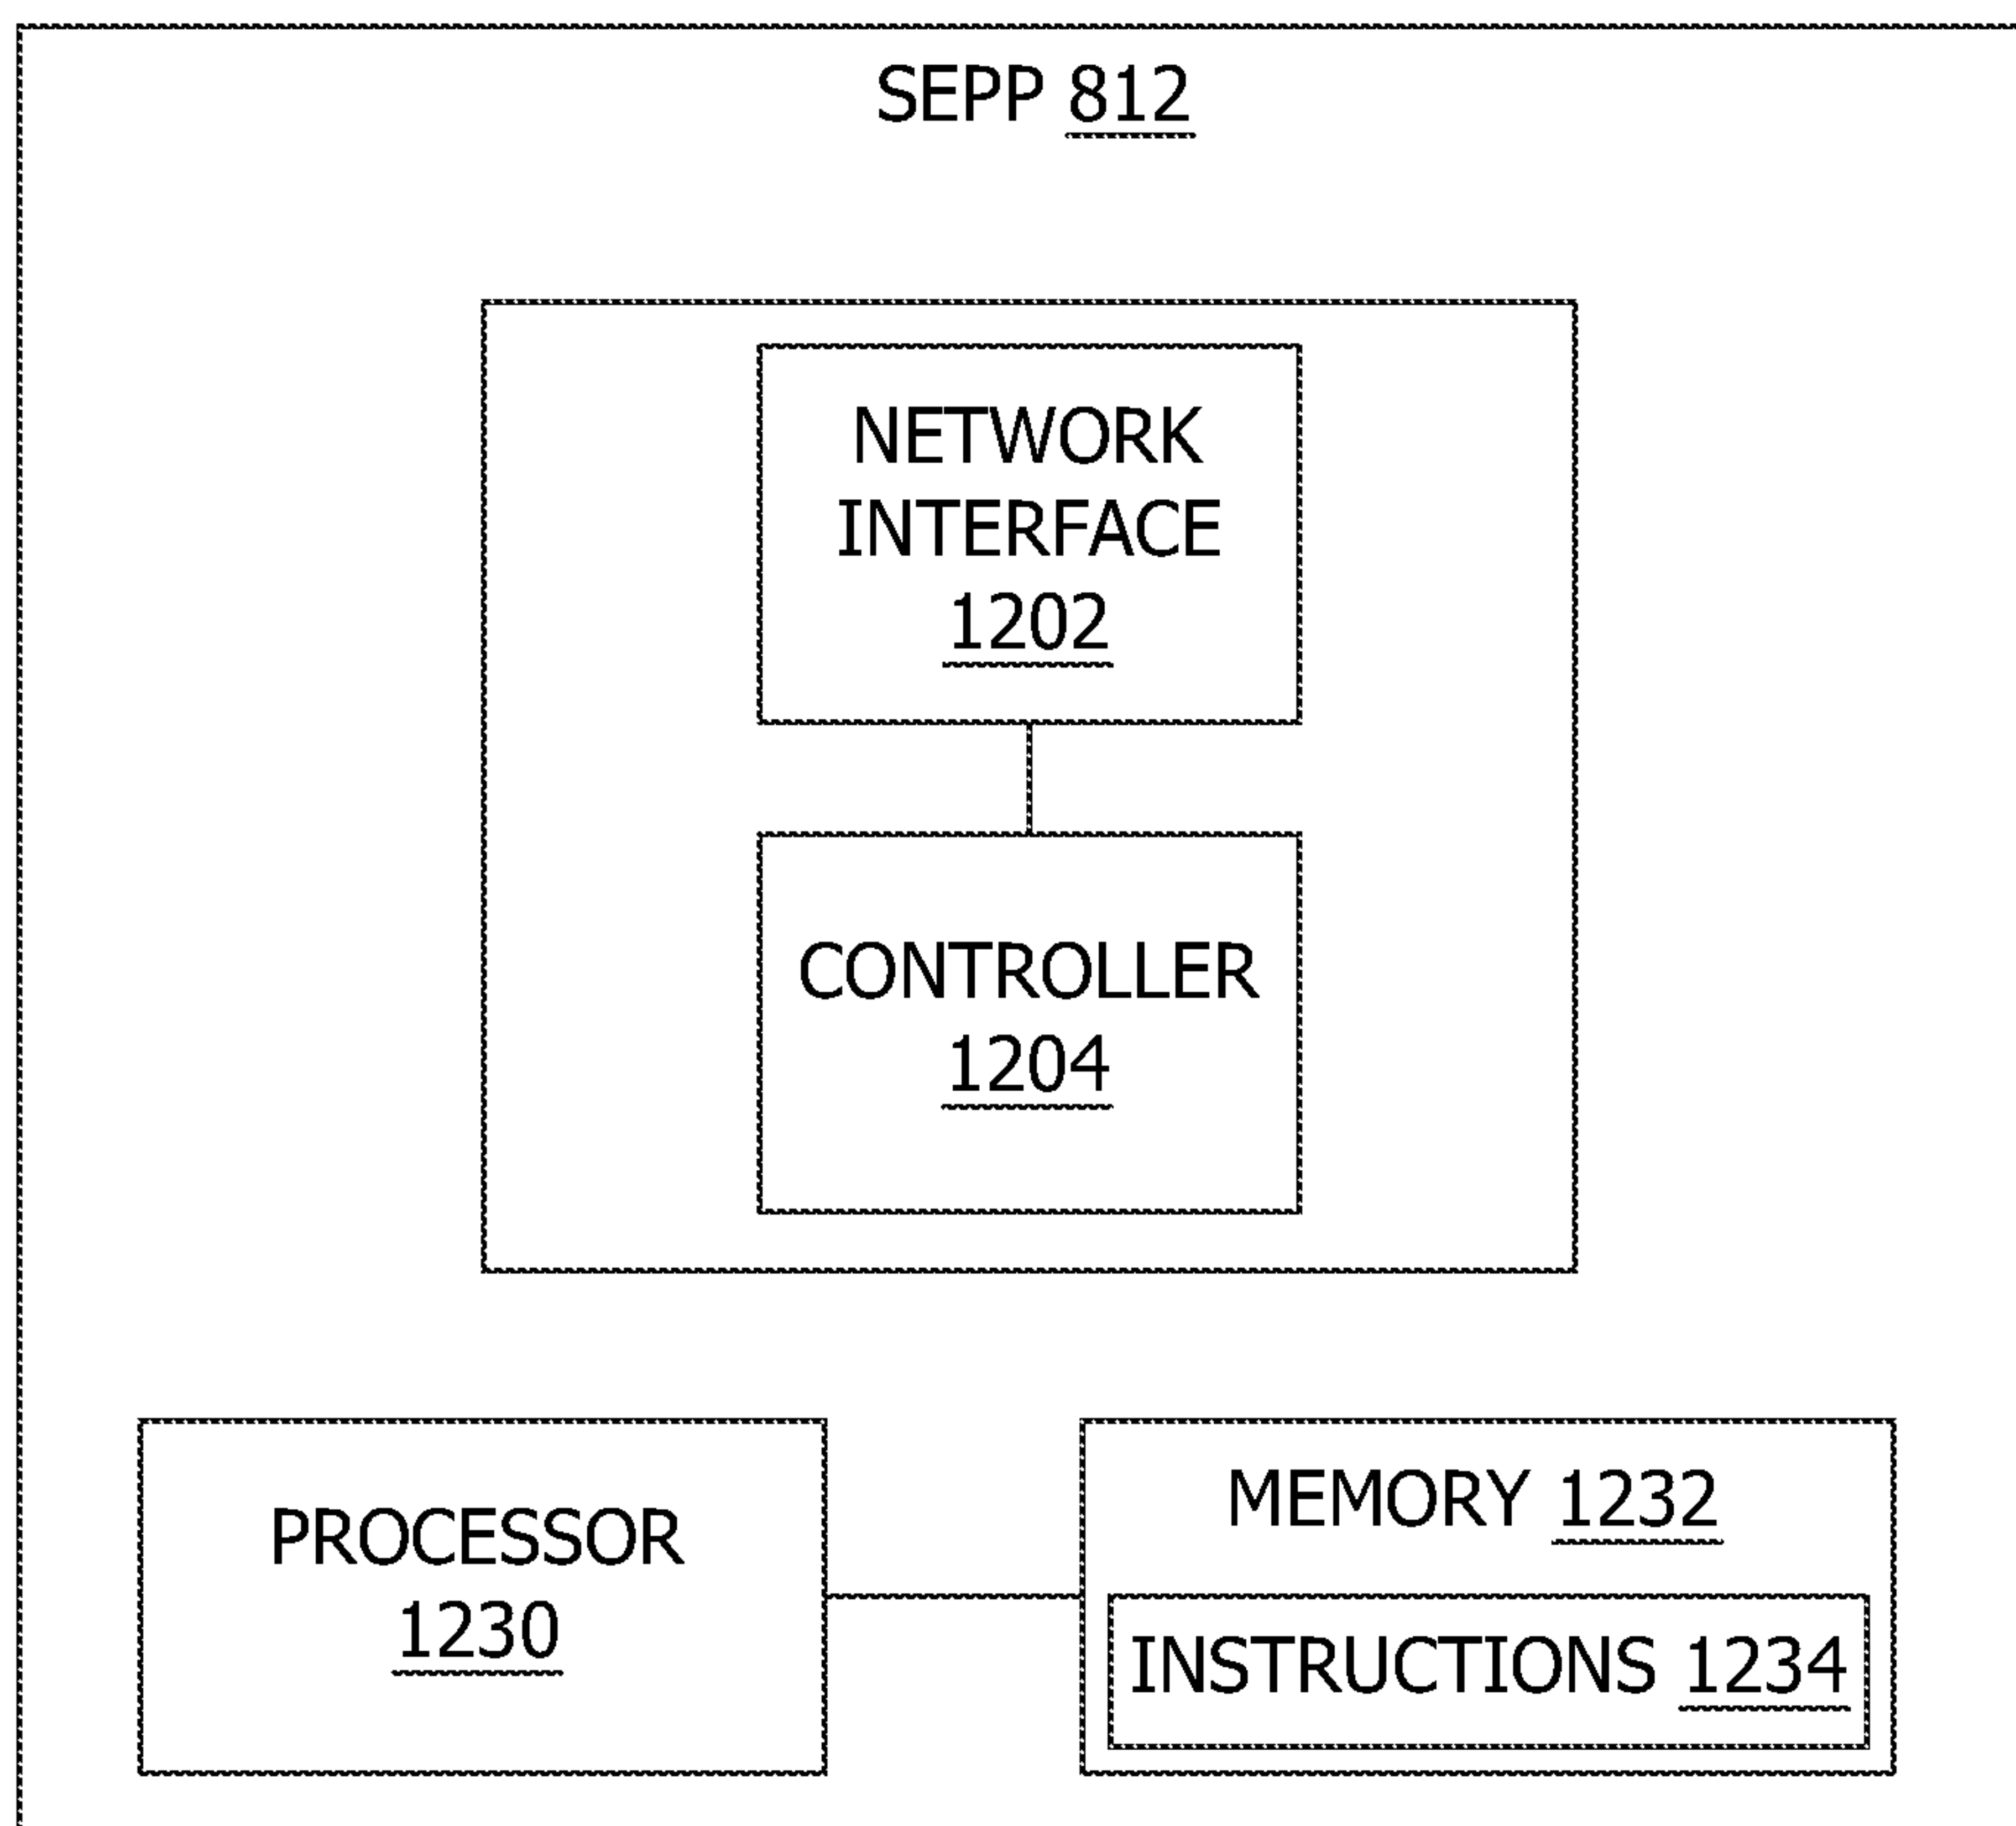 SEPP 812
NETWORK
INTERFACE
1202
CONTROLLER
1204
PROCESSOR
1230
MEMORY 1232
INSTRUCTIONS 1234